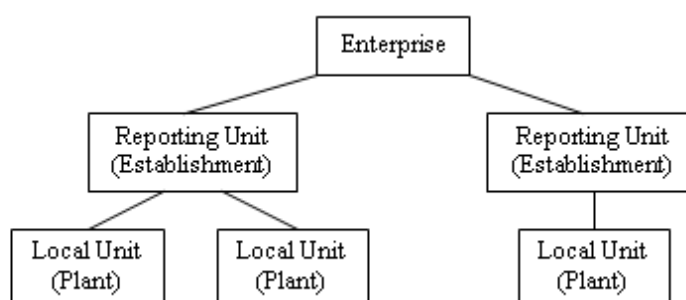 Enterprise
Reporting Unit
(Establishment)
Reporting Unit
(Establishment)
Local Unit
(Plant)
Local Unit
(Plant)
Local Unit
(Plant)